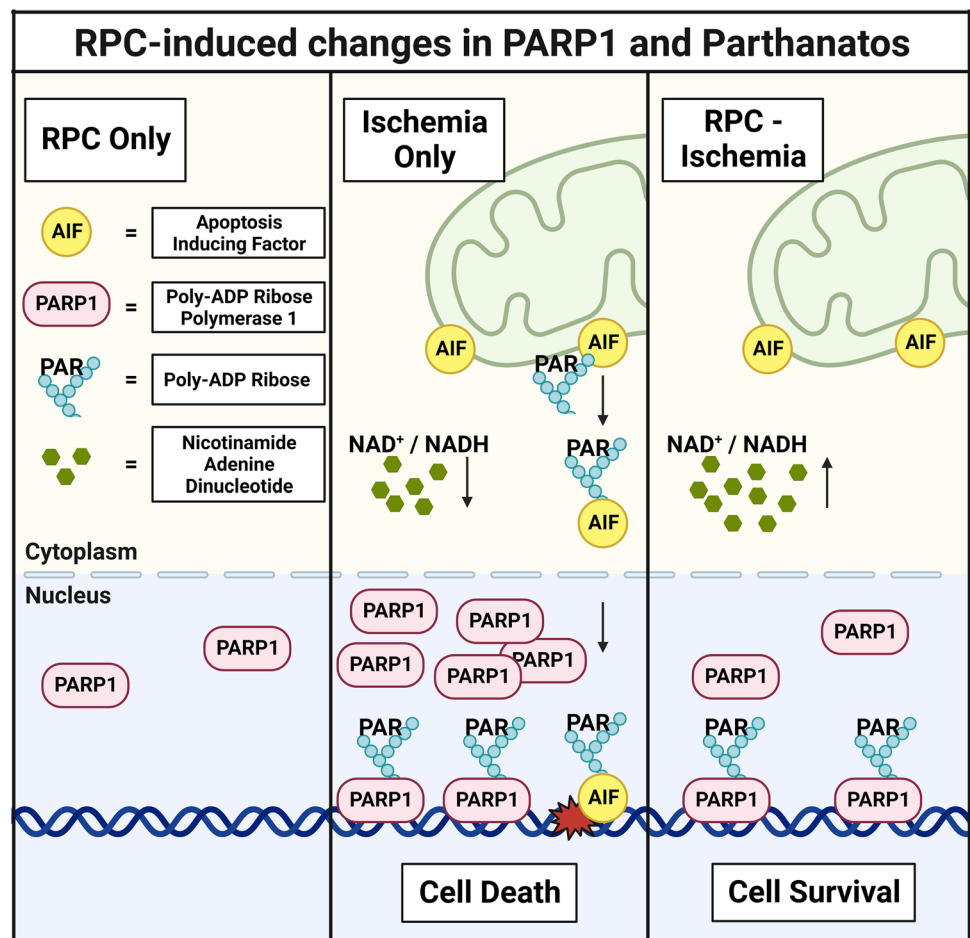 RPC-induced changes in PARP1 and Parthanatos
RPC Only
AIF
=
Apoptosis
Inducing Factor
PARP1
=
Poly-ADP Ribose
Polymerase 1
PAR
=
Poly-ADP Ribose
=
Nicotinamide
Adenine
Dinucleotide
Cytoplasm
Nucleus
PARP1
PARP1
Ischemia
Only
AIF
AIF
PAR
NAD⁺ / NADH
PAR
AIF
PARP1
PARP1
PARP1
PARP1
PARP1
PAR
PAR
PAR
PARP1
PARP1
AIF
Cell Death
RPC -
Ischemia
AIF
AIF
NAD⁺ / NADH
PARP1
PARP1
PAR
PAR
PARP1
PARP1
Cell Survival